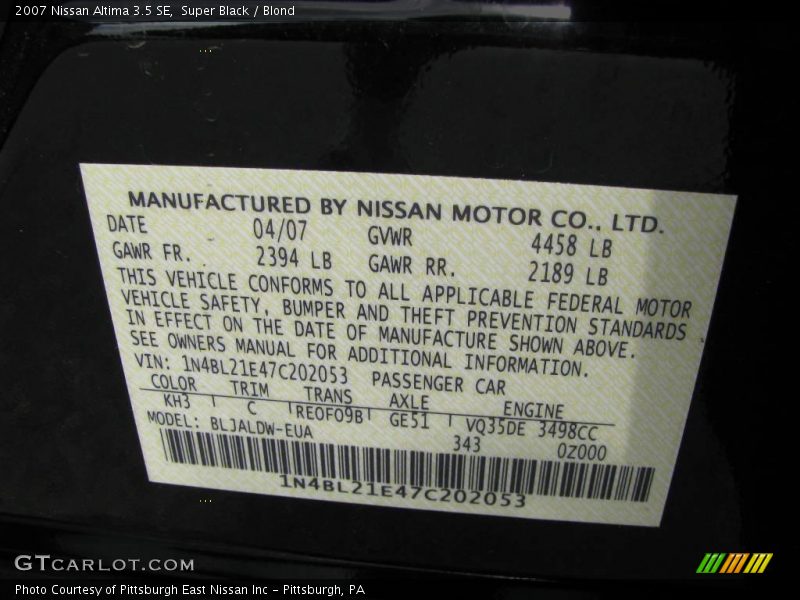 2007 Nissan Altima 3.5 SE,  Super Black / Blond
MANUFACTURED BY NISSAN MOTOR CO., LTD.
DATE 04/07 GVWR 4458 LB
GAWR FR. 2394 LB GAWR RR. 2189 LB
THIS VEHICLE CONFORMS TO ALL APPLICABLE FEDERAL MOTOR
VEHICLE SAFETY, BUMPER AND THEFT PREVENTION STANDARDS
IN EFFECT ON THE DATE OF MANUFACTURE SHOWN ABOVE.
SEE OWNERS MANUAL FOR ADDITIONAL INFORMATION.
VIN: 1N4BL21E47C202053 PASSENGER CAR
COLOR TRIM TRANS AXLE ENGINE
KH3 C RE0F09B GE51 VQ35DE 3498CC
MODEL: BLJALDW-EUA 343 0Z000
1N4BL21E47C202053
GTCARLOT.COM
Photo Courtesy of Pittsburgh East Nissan Inc - Pittsburgh, PA